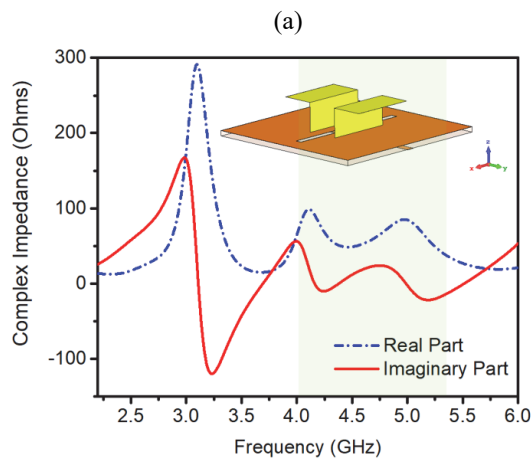 (a)
Complex Impedance (Ohms)
300
200
100
0
-100
z
x
y
Real Part
Imaginary Part
2.5 3.0 3.5 4.0 4.5 5.0 5.5 6.0
Frequency (GHz)